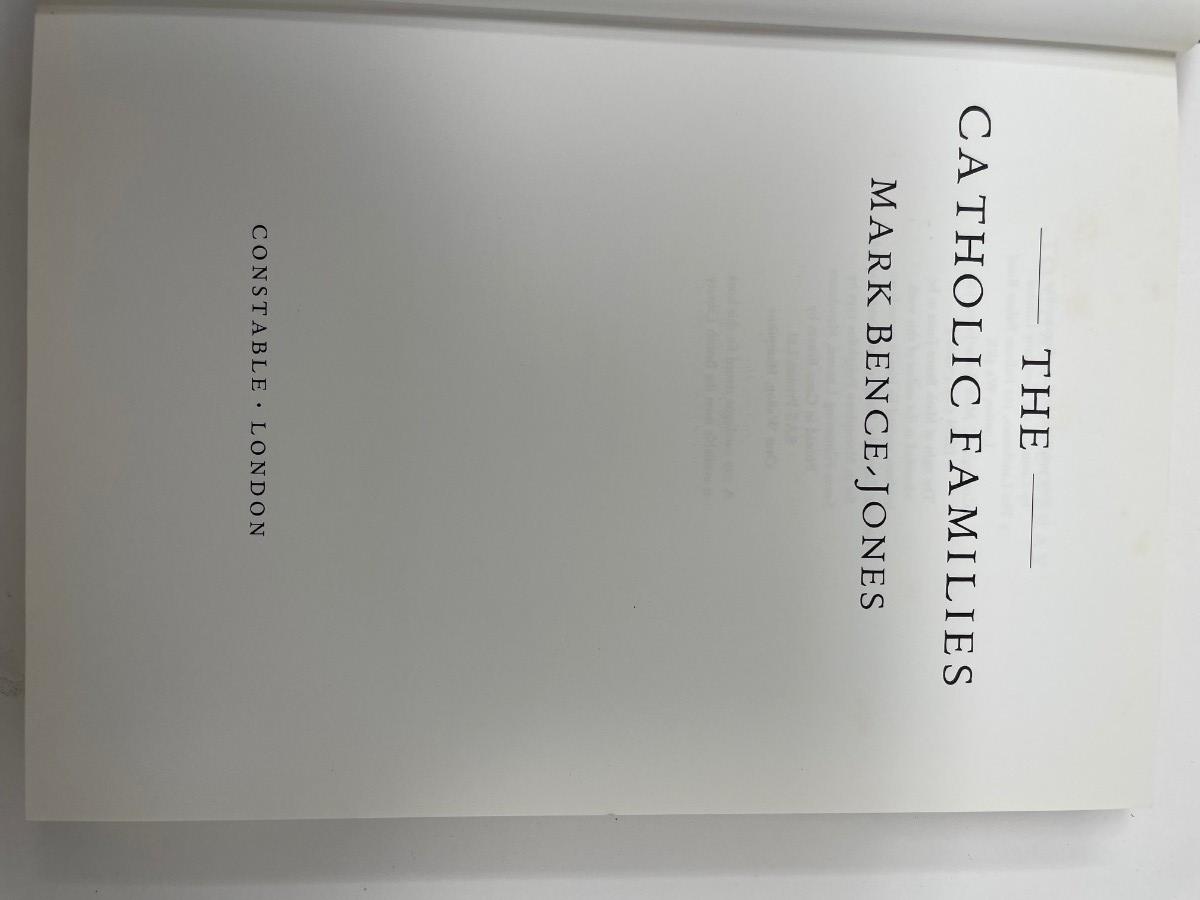 THE
CATHOLIC FAMILIES
MARK BENCE-JONES
CONSTABLE · LONDON